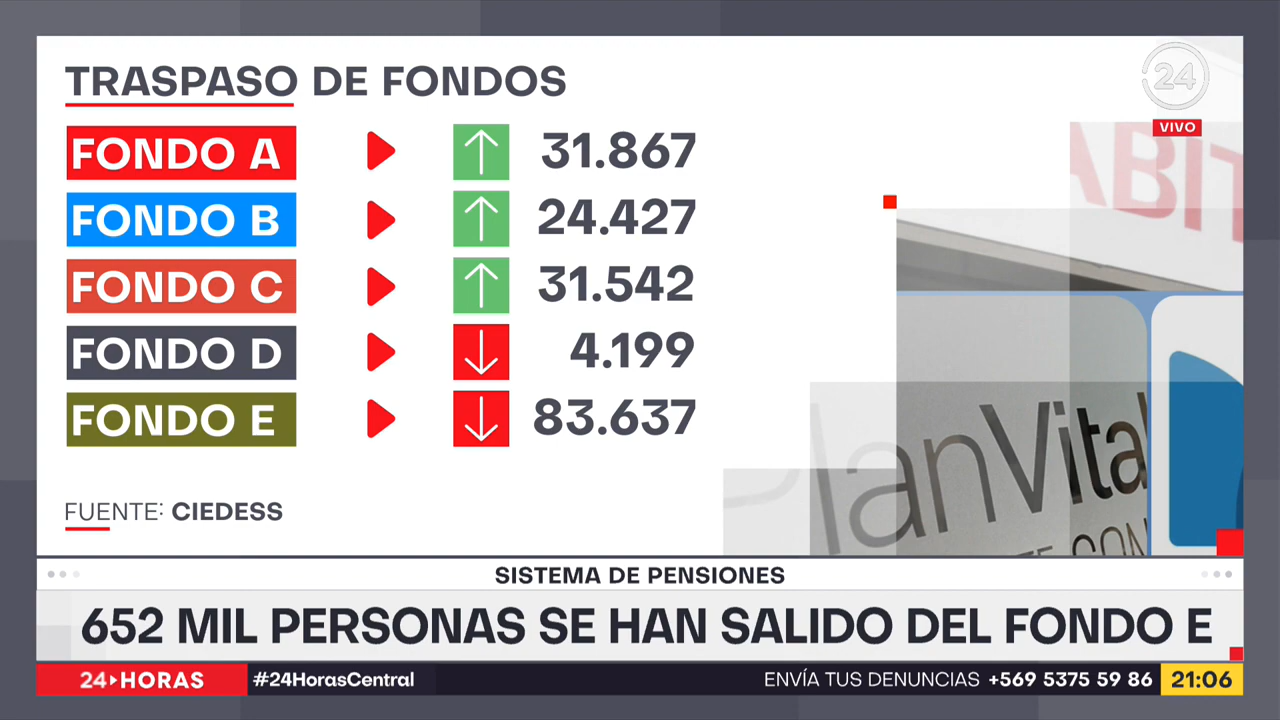 TRASPASO DE FONDOS
24
VIVO
FONDO A 31.867
FONDO B 24.427
FONDO C 31.542
FONDO D 4.199
FONDO E 83.637
ABIT
PlanVital
FUENTE: CIEDESS
SISTEMA DE PENSIONES
652 MIL PERSONAS SE HAN SALIDO DEL FONDO E
24 HORAS #24HorasCentral ENVÍA TUS DENUNCIAS +569 5375 59 86 21:06